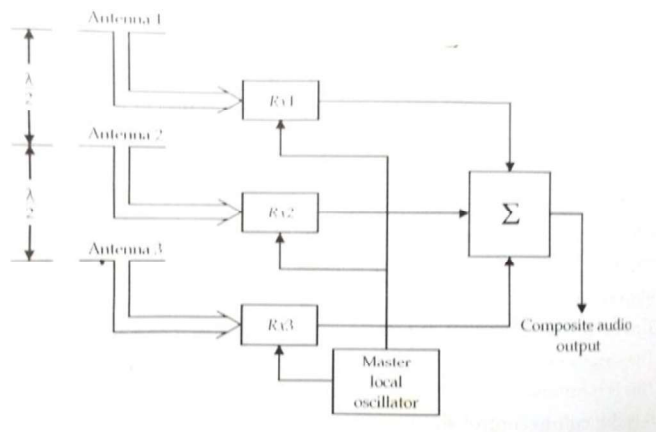 Antenna 1
λ
2
Rx1
Antenna 2
λ
2
Rx2
Σ
Antenna 3
Rx3
Composite audio
output
Master
local
oscillator